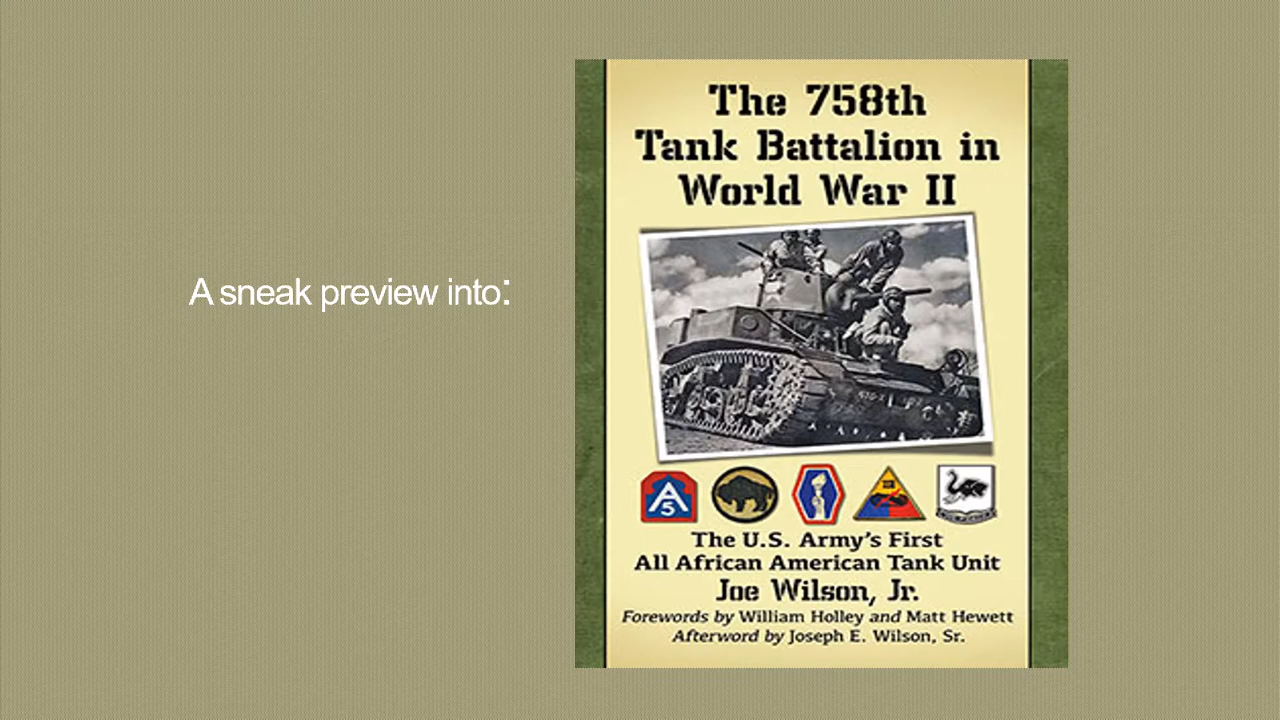 A sneak preview into:
The 758th
Tank Battalion in
World War II
A
5
The U.S. Army's First
All African American Tank Unit
Joe Wilson, Jr.
Forewords by William Holley and Matt Hewett
Afterword by Joseph E. Wilson, Sr.